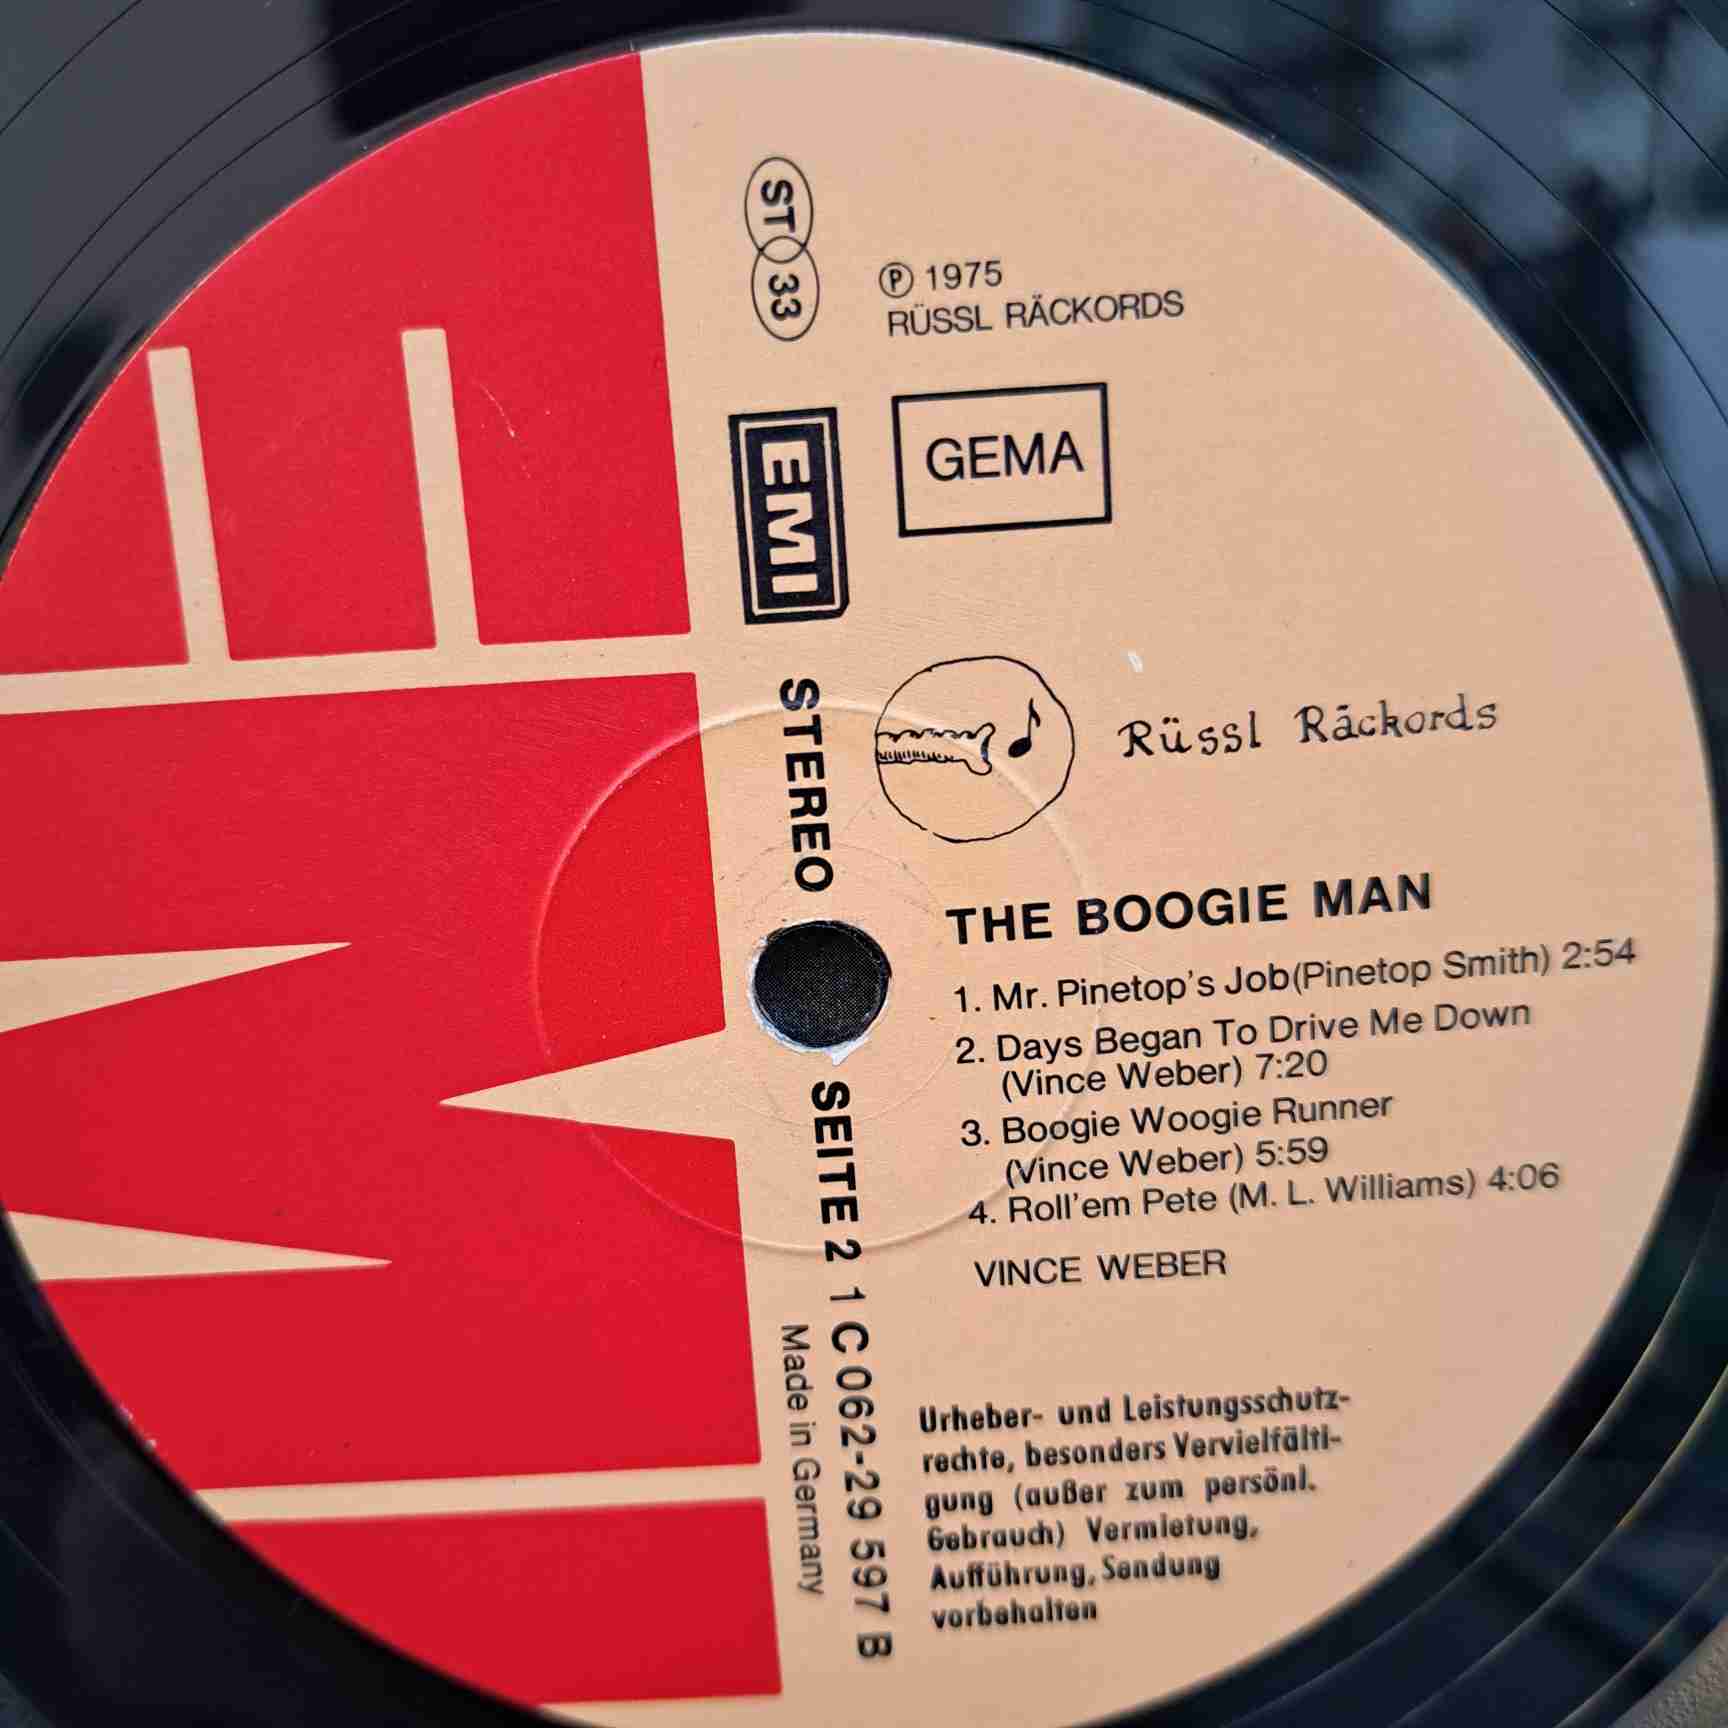 ST
33
Ⓟ 1975
RÜSSL RÄCKORDS
EMI
GEMA
STEREO
Rüssl Räckords
THE BOOGIE MAN
1. Mr. Pinetop's Job(Pinetop Smith) 2:54
2. Days Began To Drive Me Down
(Vince Weber) 7:20
3. Boogie Woogie Runner
(Vince Weber) 5:59
4. Roll'em Pete (M. L. Williams) 4:06
VINCE WEBER
SEITE 2 1 C 062-29 597 B
Made in Germany
Urheber- und Leistungsschutz-
rechte, besonders Vervielfälti-
gung (außer zum persönl.
Gebrauch) Vermietung,
Aufführung, Sendung
vorbehalten